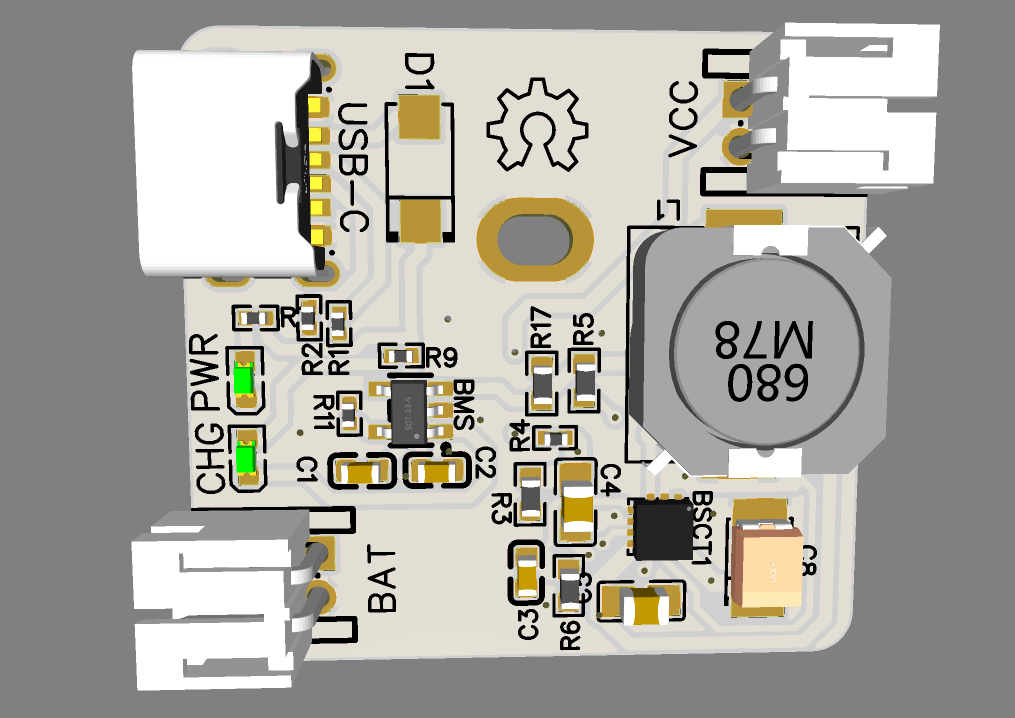 D1
USB-C
VCC
L1
M78
680
R17
R5
R2
R1
R9
PWR
BMS
R11
SOT-23-5
CHG
C1
C2
R4
C4
R3
BSCT1
C8
BAT
C3
R6